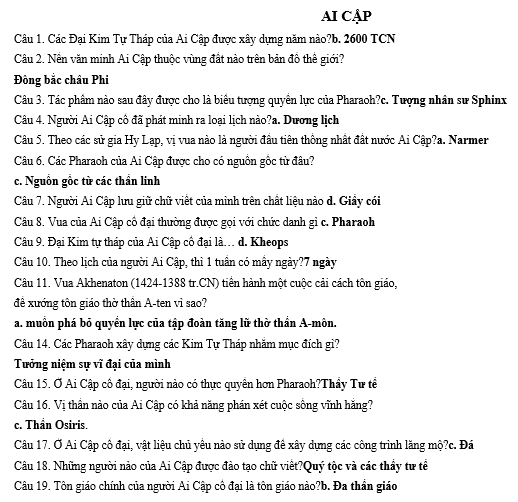 AI CẬP
Câu 1. Các Đại Kim Tự Tháp của Ai Cập được xây dựng năm nào?b. 2600 TCN
Câu 2. Nền văn minh Ai Cập thuộc vùng đất nào trên bản đồ thế giới?
Đông bắc châu Phi
Câu 3. Tác phẩm nào sau đây được cho là biểu tượng quyền lực của Pharaoh?c. Tượng nhân sư Sphinx
Câu 4. Người Ai Cập cổ đã phát minh ra loại lịch nào?a. Dương lịch
Câu 5. Theo các sử gia Hy Lạp, vị vua nào là người đầu tiên thống nhất đất nước Ai Cập?a. Narmer
Câu 6. Các Pharaoh của Ai Cập được cho có nguồn gốc từ đâu?
c. Nguồn gốc từ các thần linh
Câu 7. Người Ai Cập lưu giữ chữ viết của mình trên chất liệu nào d. Giấy cói
Câu 8. Vua của Ai Cập cổ đại thường được gọi với chức danh gì c. Pharaoh
Câu 9. Đại Kim tự tháp của Ai Cập cổ đại là… d. Kheops
Câu 10. Theo lịch của người Ai Cập, thì 1 tuần có mấy ngày?7 ngày
Câu 11. Vua Akhenaton (1424-1388 tr.CN) tiến hành một cuộc cải cách tôn giáo,
đề xướng tôn giáo thờ thần A-ten vì sao?
a. muốn phá bỏ quyền lực của tập đoàn tăng lữ thờ thần A-môn.
Câu 14. Các Pharaoh xây dựng các Kim Tự Tháp nhằm mục đích gì?
Tưởng niệm sự vĩ đại của mình
Câu 15. Ở Ai Cập cổ đại, người nào có thực quyền hơn Pharaoh?Thầy Tư tế
Câu 16. Vị thần nào của Ai Cập có khả năng phán xét cuộc sống vĩnh hằng?
c. Thần Osiris.
Câu 17. Ở Ai Cập cổ đại, vật liệu chủ yếu nào sử dụng để xây dựng các công trình lăng mộ?c. Đá
Câu 18. Những người nào của Ai Cập được đào tạo chữ viết?Quý tộc và các thầy tư tế
Câu 19. Tôn giáo chính của người Ai Cập cổ đại là tôn giáo nào?b. Đa thần giáo